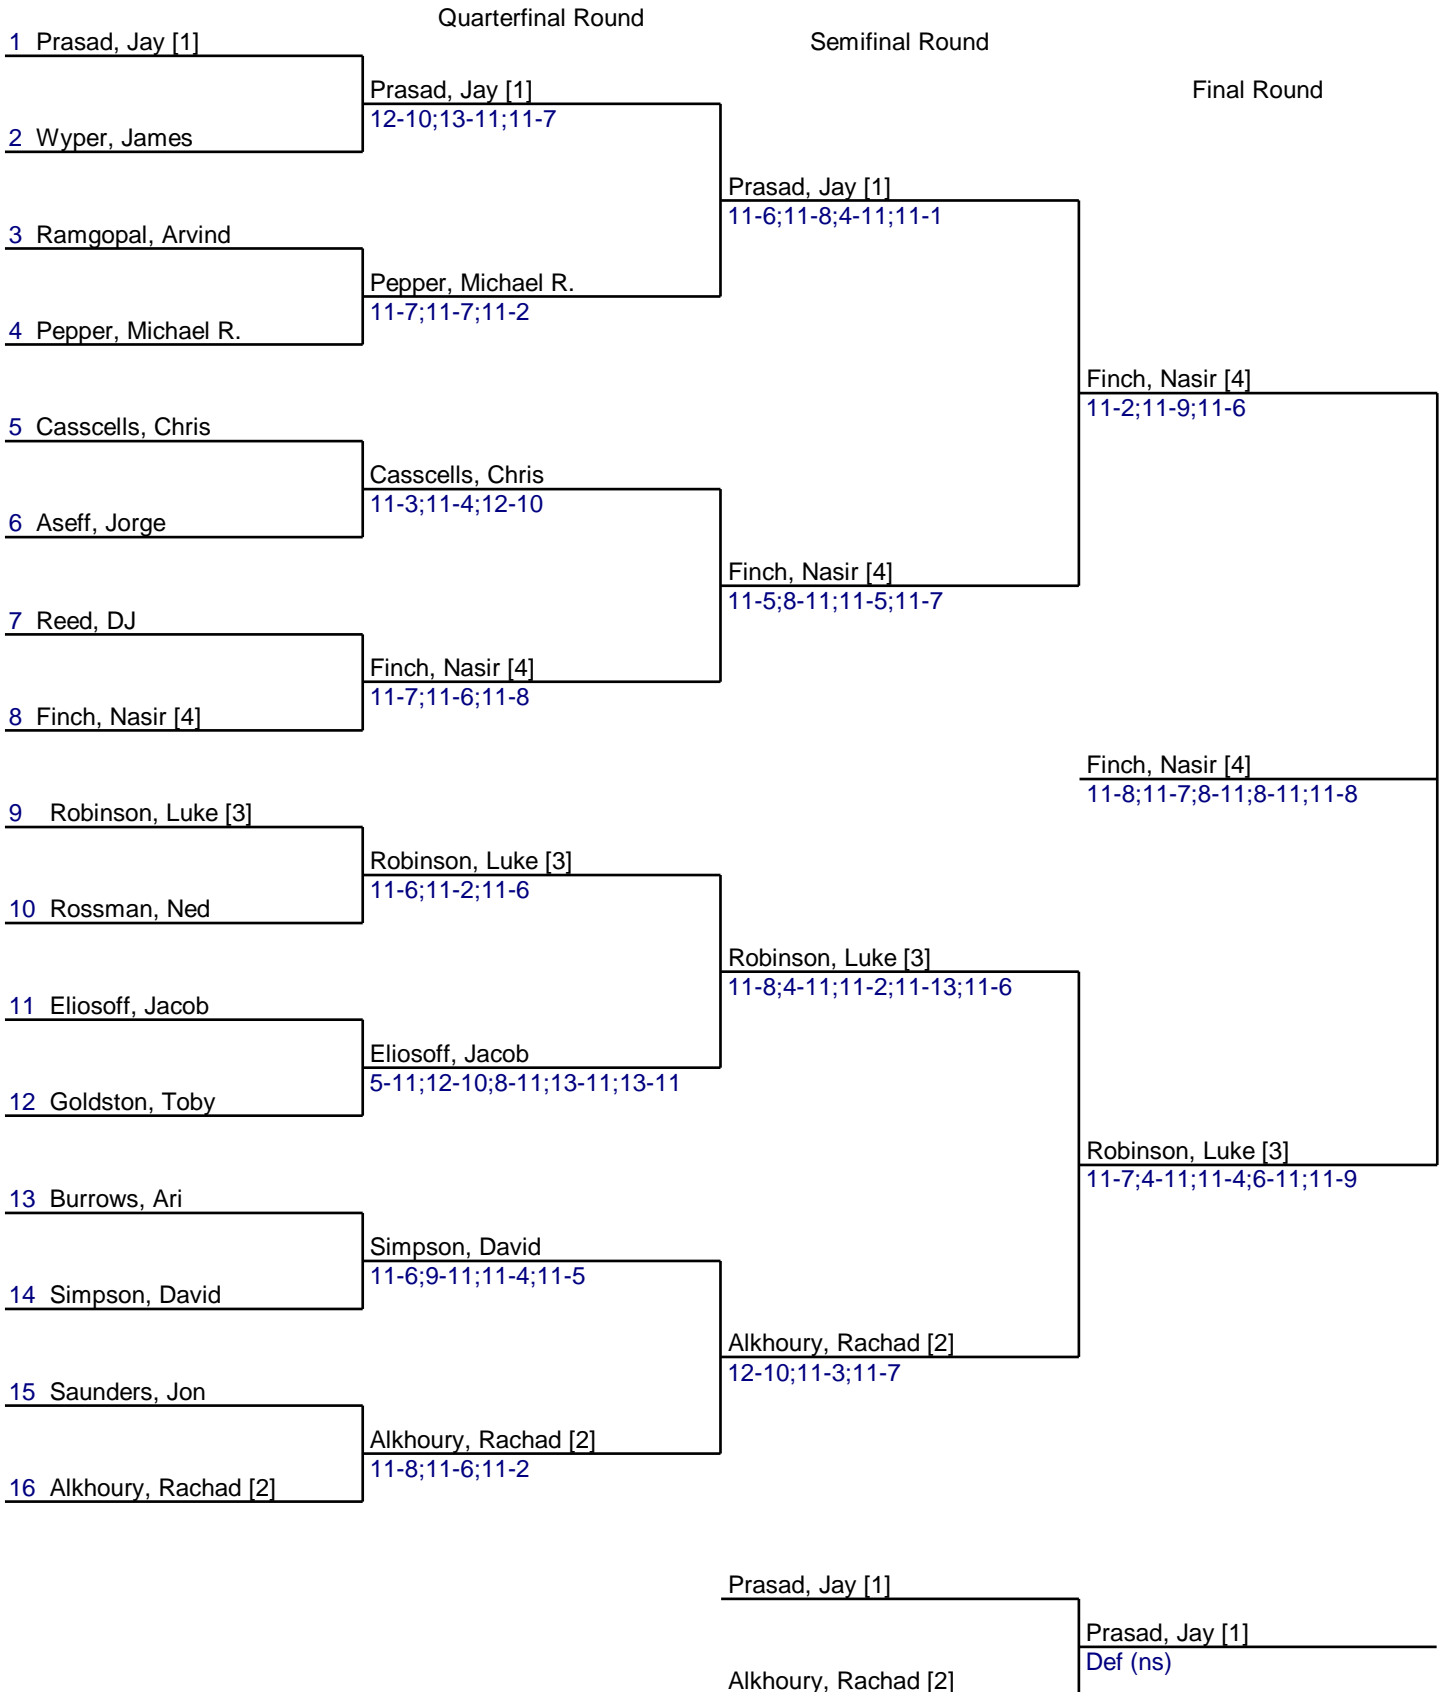 Quarterfinal Round
1 Prasad, Jay [1]
Semifinal Round
Prasad, Jay [1]
Final Round
12-10;13-11;11-7
2 Wyper, James
Prasad, Jay [1]
11-6;11-8;4-11;11-1
3 Ramgopal, Arvind
Pepper, Michael R.
11-7;11-7;11-2
4 Pepper, Michael R.
Finch, Nasir [4]
11-2;11-9;11-6
5 Casscells, Chris
Casscells, Chris
11-3;11-4;12-10
6 Aseff, Jorge
Finch, Nasir [4]
11-5;8-11;11-5;11-7
7 Reed, DJ
Finch, Nasir [4]
11-7;11-6;11-8
8 Finch, Nasir [4]
Finch, Nasir [4]
11-8;11-7;8-11;8-11;11-8
9 Robinson, Luke [3]
Robinson, Luke [3]
11-6;11-2;11-6
10 Rossman, Ned
Robinson, Luke [3]
11-8;4-11;11-2;11-13;11-6
11 Eliosoff, Jacob
Eliosoff, Jacob
5-11;12-10;8-11;13-11;13-11
12 Goldston, Toby
Robinson, Luke [3]
11-7;4-11;11-4;6-11;11-9
13 Burrows, Ari
Simpson, David
11-6;9-11;11-4;11-5
14 Simpson, David
Alkhoury, Rachad [2]
12-10;11-3;11-7
15 Saunders, Jon
Alkhoury, Rachad [2]
11-8;11-6;11-2
16 Alkhoury, Rachad [2]
Prasad, Jay [1]
Prasad, Jay [1]
Def (ns)
Alkhoury, Rachad [2]